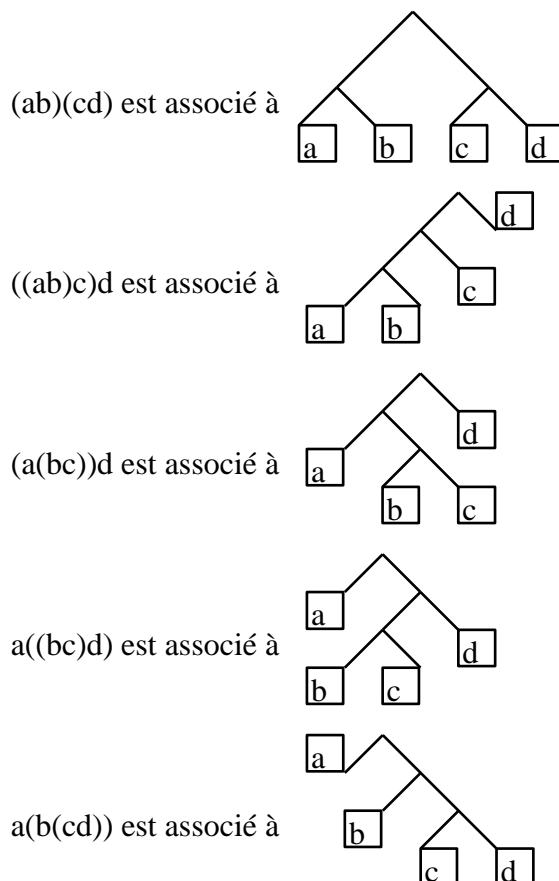 (ab)(cd) est associé à
a b c d
d
((ab)c)d est associé à
c
a b
d
(a(bc))d est associé à
a
b c
a
a((bc)d) est associé à
d
b c
a
a(b(cd)) est associé à
b
c d